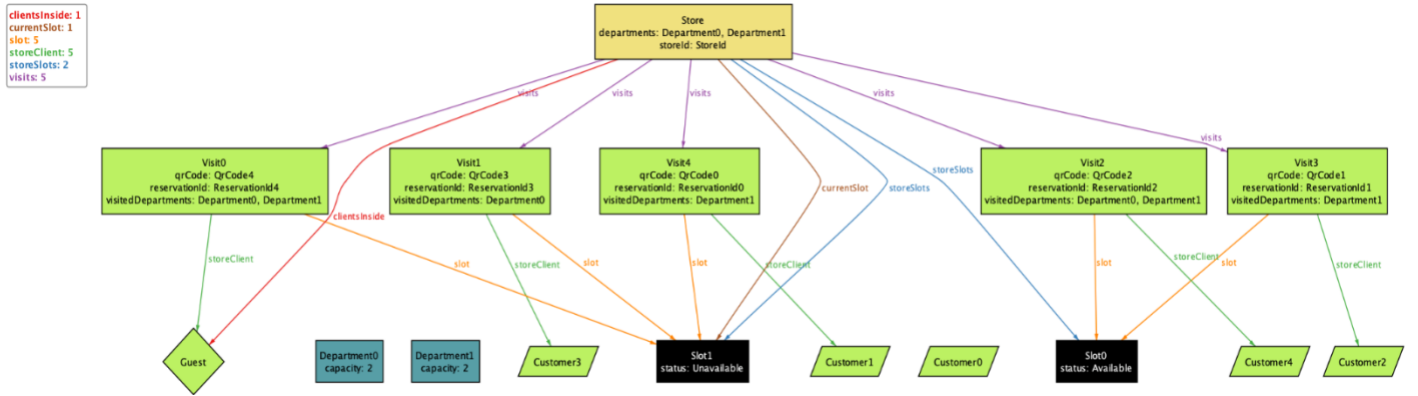 clientsInside: 1
currentSlot: 1
slot: 5
storeClient: 5
storeSlots: 2
visits: 5
Store
departments: Department0, Department1
storeId: StoreId
visits
visits
visits
visits
visits
Visit0
qrCode: QrCode4
reservationId: ReservationId4
visitedDepartments: Department0, Department1
Visit1
qrCode: QrCode3
reservationId: ReservationId3
visitedDepartments: Department0
Visit4
qrCode: QrCode0
reservationId: ReservationId0
visitedDepartments: Department1
Visit2
qrCode: QrCode2
reservationId: ReservationId2
visitedDepartments: Department0, Department1
Visit3
qrCode: QrCode1
reservationId: ReservationId1
visitedDepartments: Department1
currentSlot
storeSlots
storeSlots
clientsInside
storeClient
slot
storeClient
slot
slot
storeClient
slot
storeClient
slot
storeClient
Guest
Department0
capacity: 2
Department1
capacity: 2
Customer3
Slot1
status: Unavailable
Customer1
Customer0
Slot0
status: Available
Customer4
Customer2